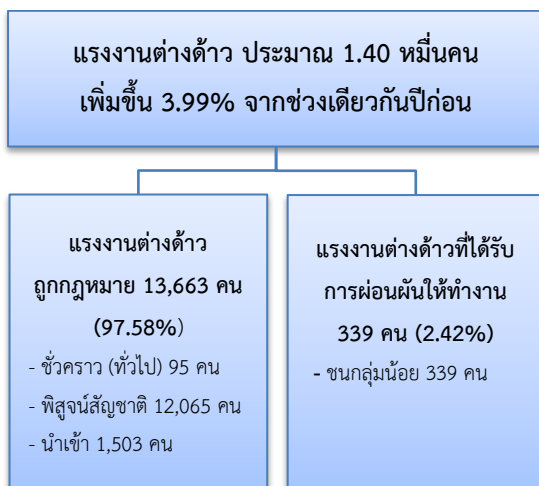 แรงงานต่างด้าว ประมาณ 1.40 หมื่นคน
เพิ่มขึ้น 3.99% จากช่วงเดียวกันปีก่อน
แรงงานต่างด้าว
ถูกกฎหมาย 13,663 คน
(97.58%)
- ชั่วคราว (ทั่วไป) 95 คน
- พิสูจน์สัญชาติ 12,065 คน
- นำเข้า 1,503 คน
แรงงานต่างด้าวที่ได้รับ
การผ่อนผันให้ทำงาน
339 คน (2.42%)
- ชนกลุ่มน้อย 339 คน